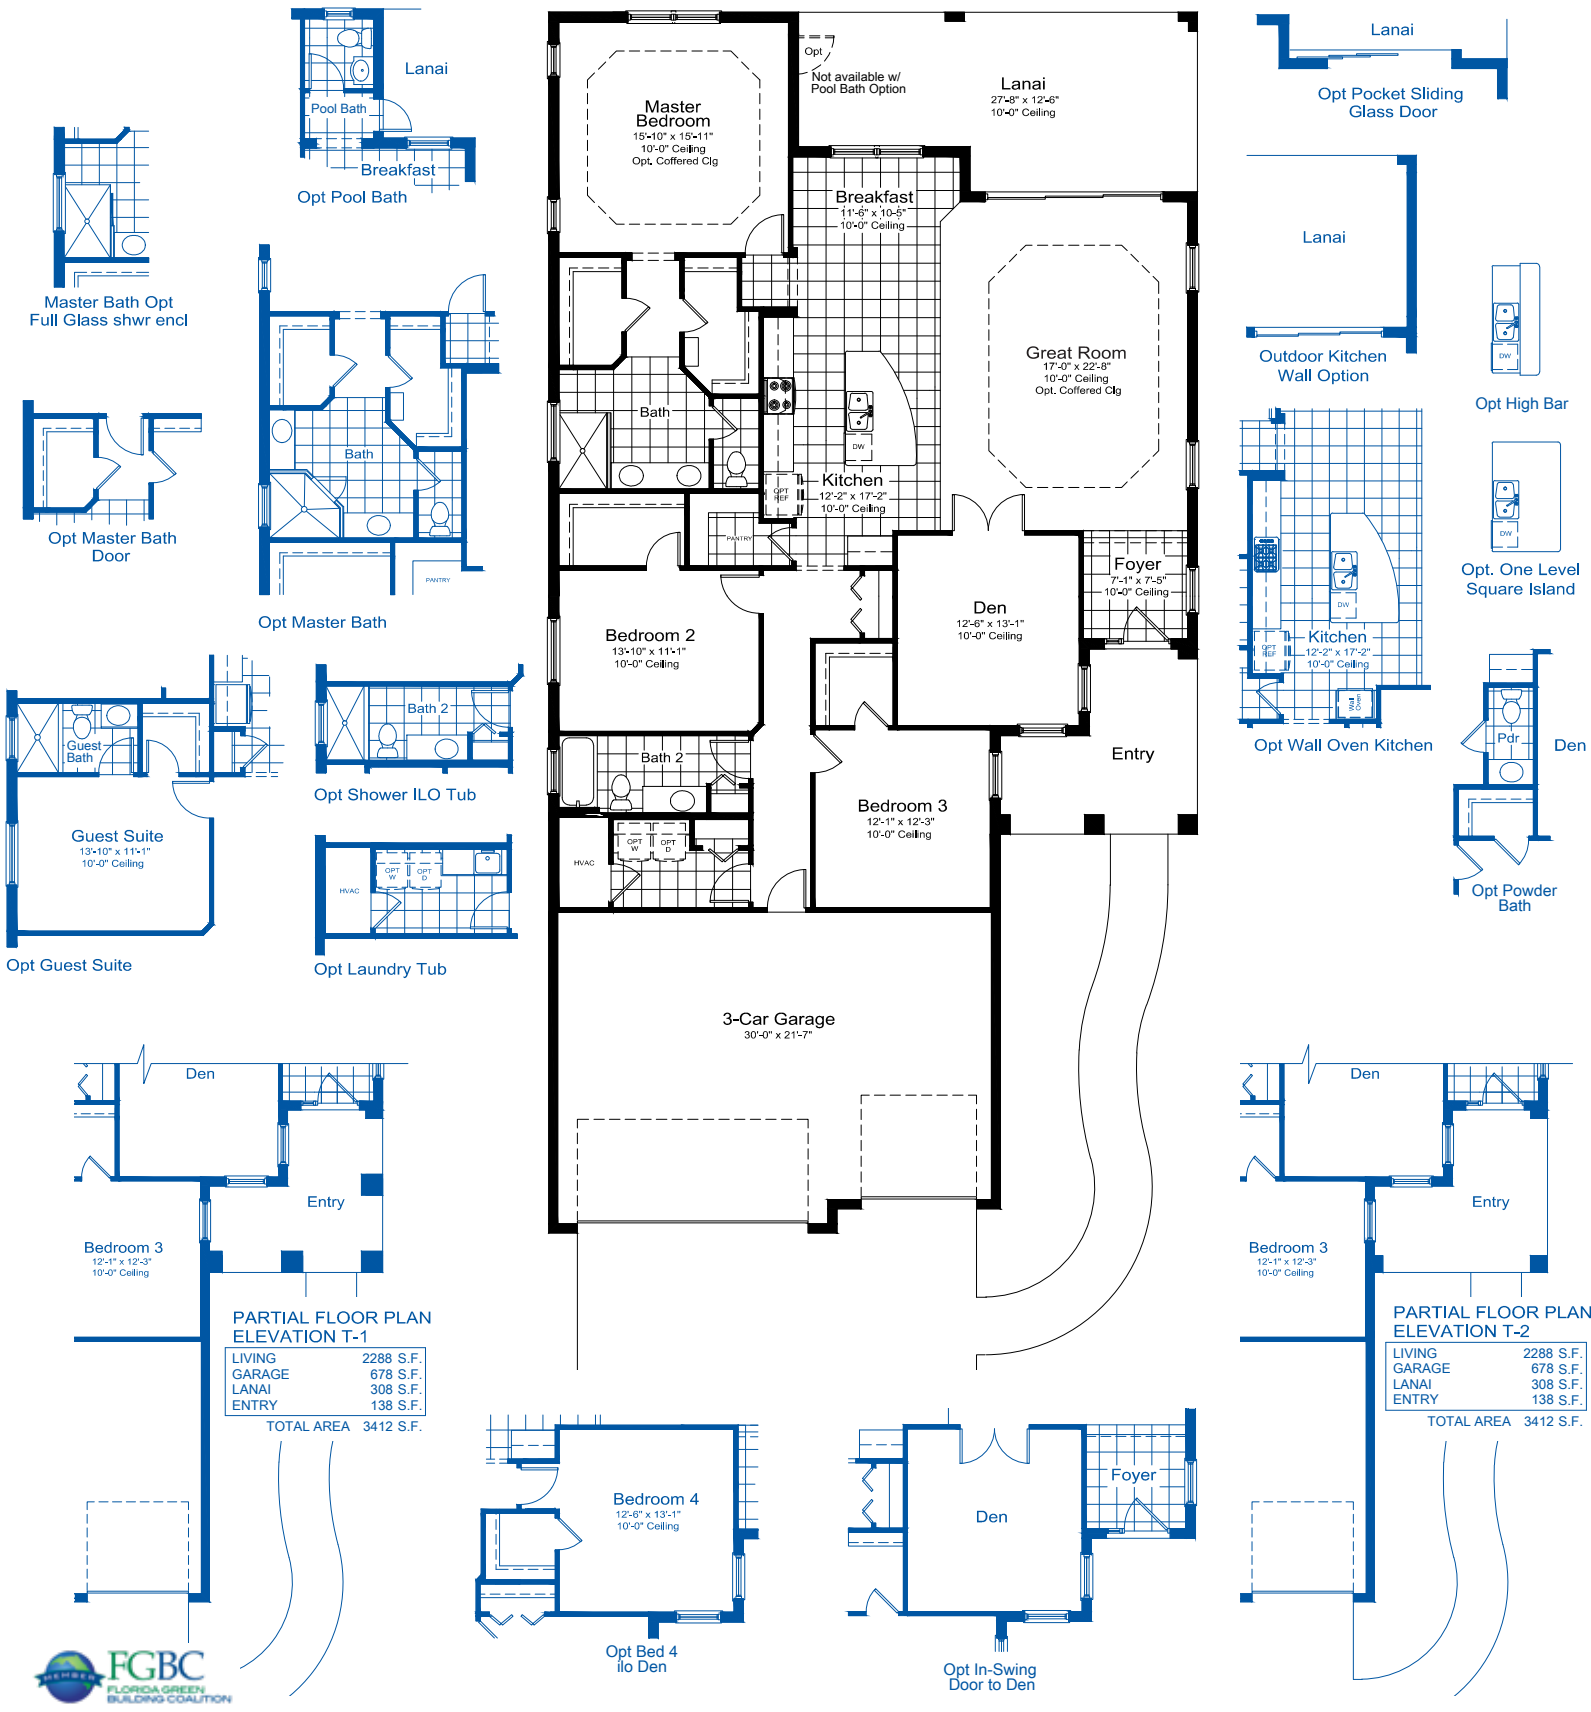 Lanai
Pool Bath
Breakfast
Opt Pool Bath
Master Bath Opt
Full Glass shwr encl
Opt Master Bath
Door
Bath
PANTRY
Opt Master Bath
Guest
Bath
Guest Suite
13'-10" x 11'-1"
10'-0" Ceiling
Opt Guest Suite
Bath 2
Opt Shower ILO Tub
HVAC
OPT
W
OPT
D
Opt Laundry Tub
Master
Bedroom
15'-10" x 15'-11"
10'-0" Ceiling
Opt. Coffered Clg
Opt
Not available w/
Pool Bath Option
Lanai
27'-8" x 12'-6"
10'-0" Ceiling
Breakfast
11'-6" x 10-5"
10'-0" Ceiling
Great Room
17'-0" x 22'-8"
10'-0" Ceiling
Opt. Coffered Clg
Bath
DW
OPT
REF
Kitchen
12'-2" x 17'-2"
10'-0" Ceiling
PANTRY
Foyer
7'-1" x 7'-5"
10'-0" Ceiling
Den
12'-6" x 13'-1"
10'-0" Ceiling
Bedroom 2
13'-10" x 11'-1"
10'-0" Ceiling
Bath 2
Entry
Bedroom 3
12'-1" x 12'-3"
10'-0" Ceiling
HVAC
OPT
W
OPT
D
3-Car Garage
30'-0" x 21'-7"
Lanai
Opt Pocket Sliding
Glass Door
Lanai
Outdoor Kitchen
Wall Option
DW
Opt High Bar
DW
Opt. One Level
Square Island
DW
OPT
REF
Kitchen
12'-2" x 17'-2"
10'-0" Ceiling
Wall
Oven
Opt Wall Oven Kitchen
Pdr
Den
Opt Powder
Bath
Den
Entry
Bedroom 3
12'-1" x 12'-3"
10'-0" Ceiling
PARTIAL FLOOR PLAN
ELEVATION T-1
LIVING 2288 S.F.
GARAGE 678 S.F.
LANAI 308 S.F.
ENTRY 138 S.F.
TOTAL AREA 3412 S.F.
Den
Entry
Bedroom 3
12'-1" x 12'-3"
10'-0" Ceiling
PARTIAL FLOOR PLAN
ELEVATION T-2
LIVING 2288 S.F.
GARAGE 678 S.F.
LANAI 308 S.F.
ENTRY 138 S.F.
TOTAL AREA 3412 S.F.
Bedroom 4
12'-6" x 13'-1"
10'-0" Ceiling
Opt Bed 4
ilo Den
Den
Foyer
Opt In-Swing
Door to Den
MEMBER
FGBC
FLORIDA GREEN
BUILDING COALITION